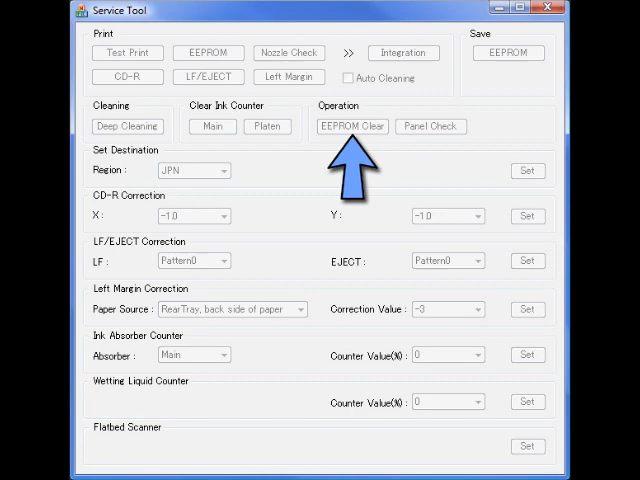 Service Tool
Print
Save
Test Print
EEPROM
Nozzle Check
>>
Integration
EEPROM
CD-R
LF/EJECT
Left Margin
Auto Cleaning
Cleaning
Clear Ink Counter
Operation
Deep Cleaning
Main
Platen
EEPROM Clear
Panel Check
Set Destination
Region :
JPN
Set
CD-R Correction
X :
-1.0
Y :
-1.0
Set
LF/EJECT Correction
LF :
Pattern0
EJECT :
Pattern0
Set
Left Margin Correction
Paper Source :
RearTray, back side of paper
Correction Value :
-3
Set
Ink Absorber Counter
Absorber :
Main
Counter Value(%) :
0
Set
Wetting Liquid Counter
Counter Value(%) :
0
Set
Flatbed Scanner
Set